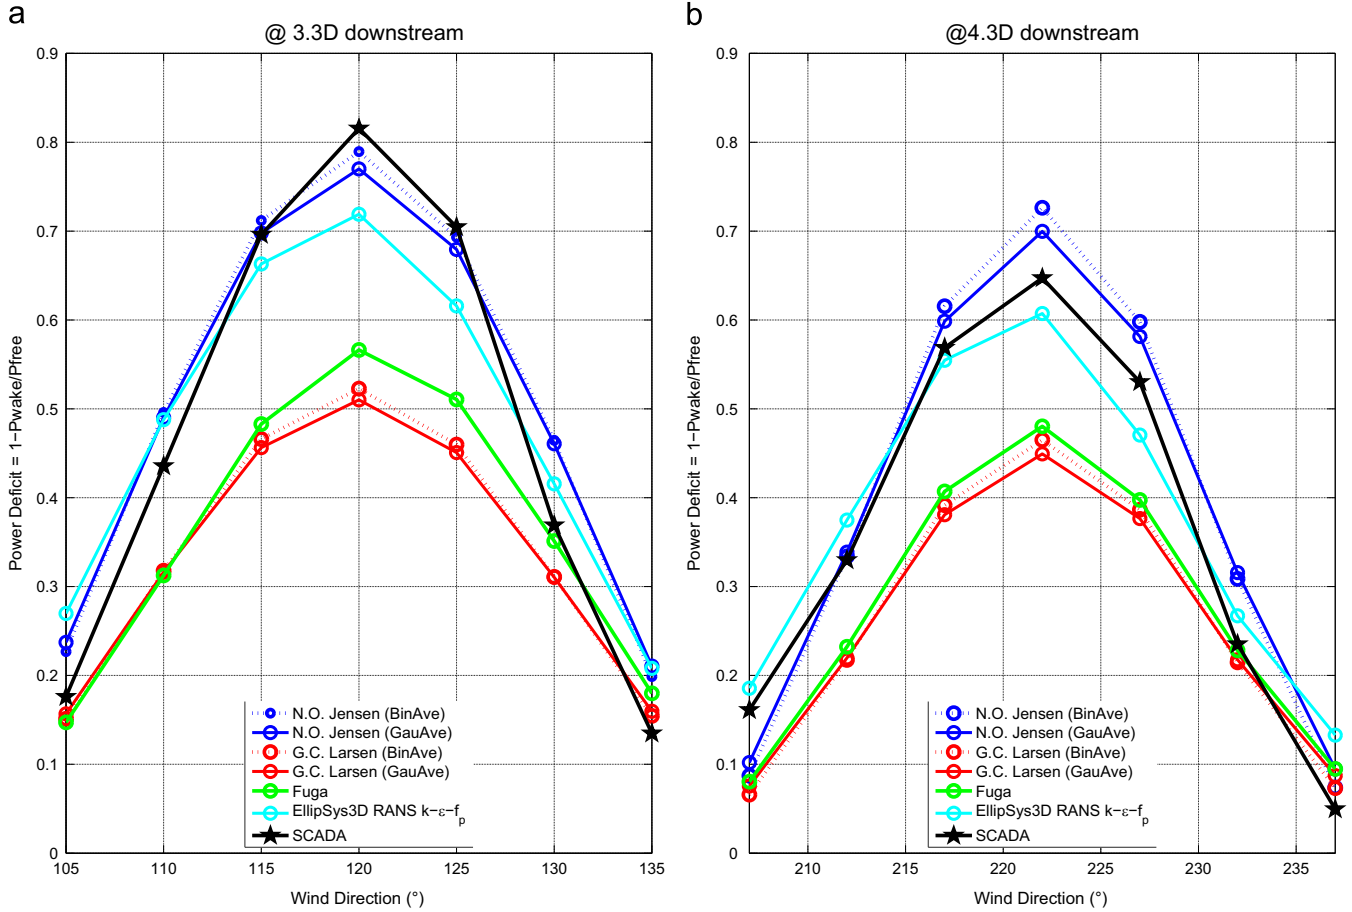 a
@ 3.3D downstream
0.9
0.8
0.7
0.6
0.5
0.4
0.3
0.2
0.1
0
Power Deficit = 1−Pwake/Pfree
N.O. Jensen (BinAve)
N.O. Jensen (GauAve)
G.C. Larsen (BinAve)
G.C. Larsen (GauAve)
Fuga
EllipSys3D RANS k−ε−f_p
SCADA
105 110 115 120 125 130 135
Wind Direction (°)
b
@4.3D downstream
0.9
0.8
0.7
0.6
0.5
0.4
0.3
0.2
0.1
0
Power Deficit = 1−Pwake/Pfree
N.O. Jensen (BinAve)
N.O. Jensen (GauAve)
G.C. Larsen (BinAve)
G.C. Larsen (GauAve)
Fuga
EllipSys3D RANS k−ε−f_p
SCADA
210 215 220 225 230 235
Wind Direction (°)